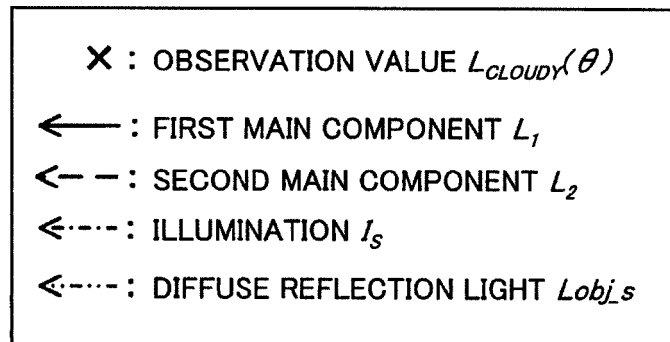 × : OBSERVATION VALUE L_CLOUDY(θ)
: FIRST MAIN COMPONENT L_1
: SECOND MAIN COMPONENT L_2
: ILLUMINATION I_S
: DIFFUSE REFLECTION LIGHT Lobj_s